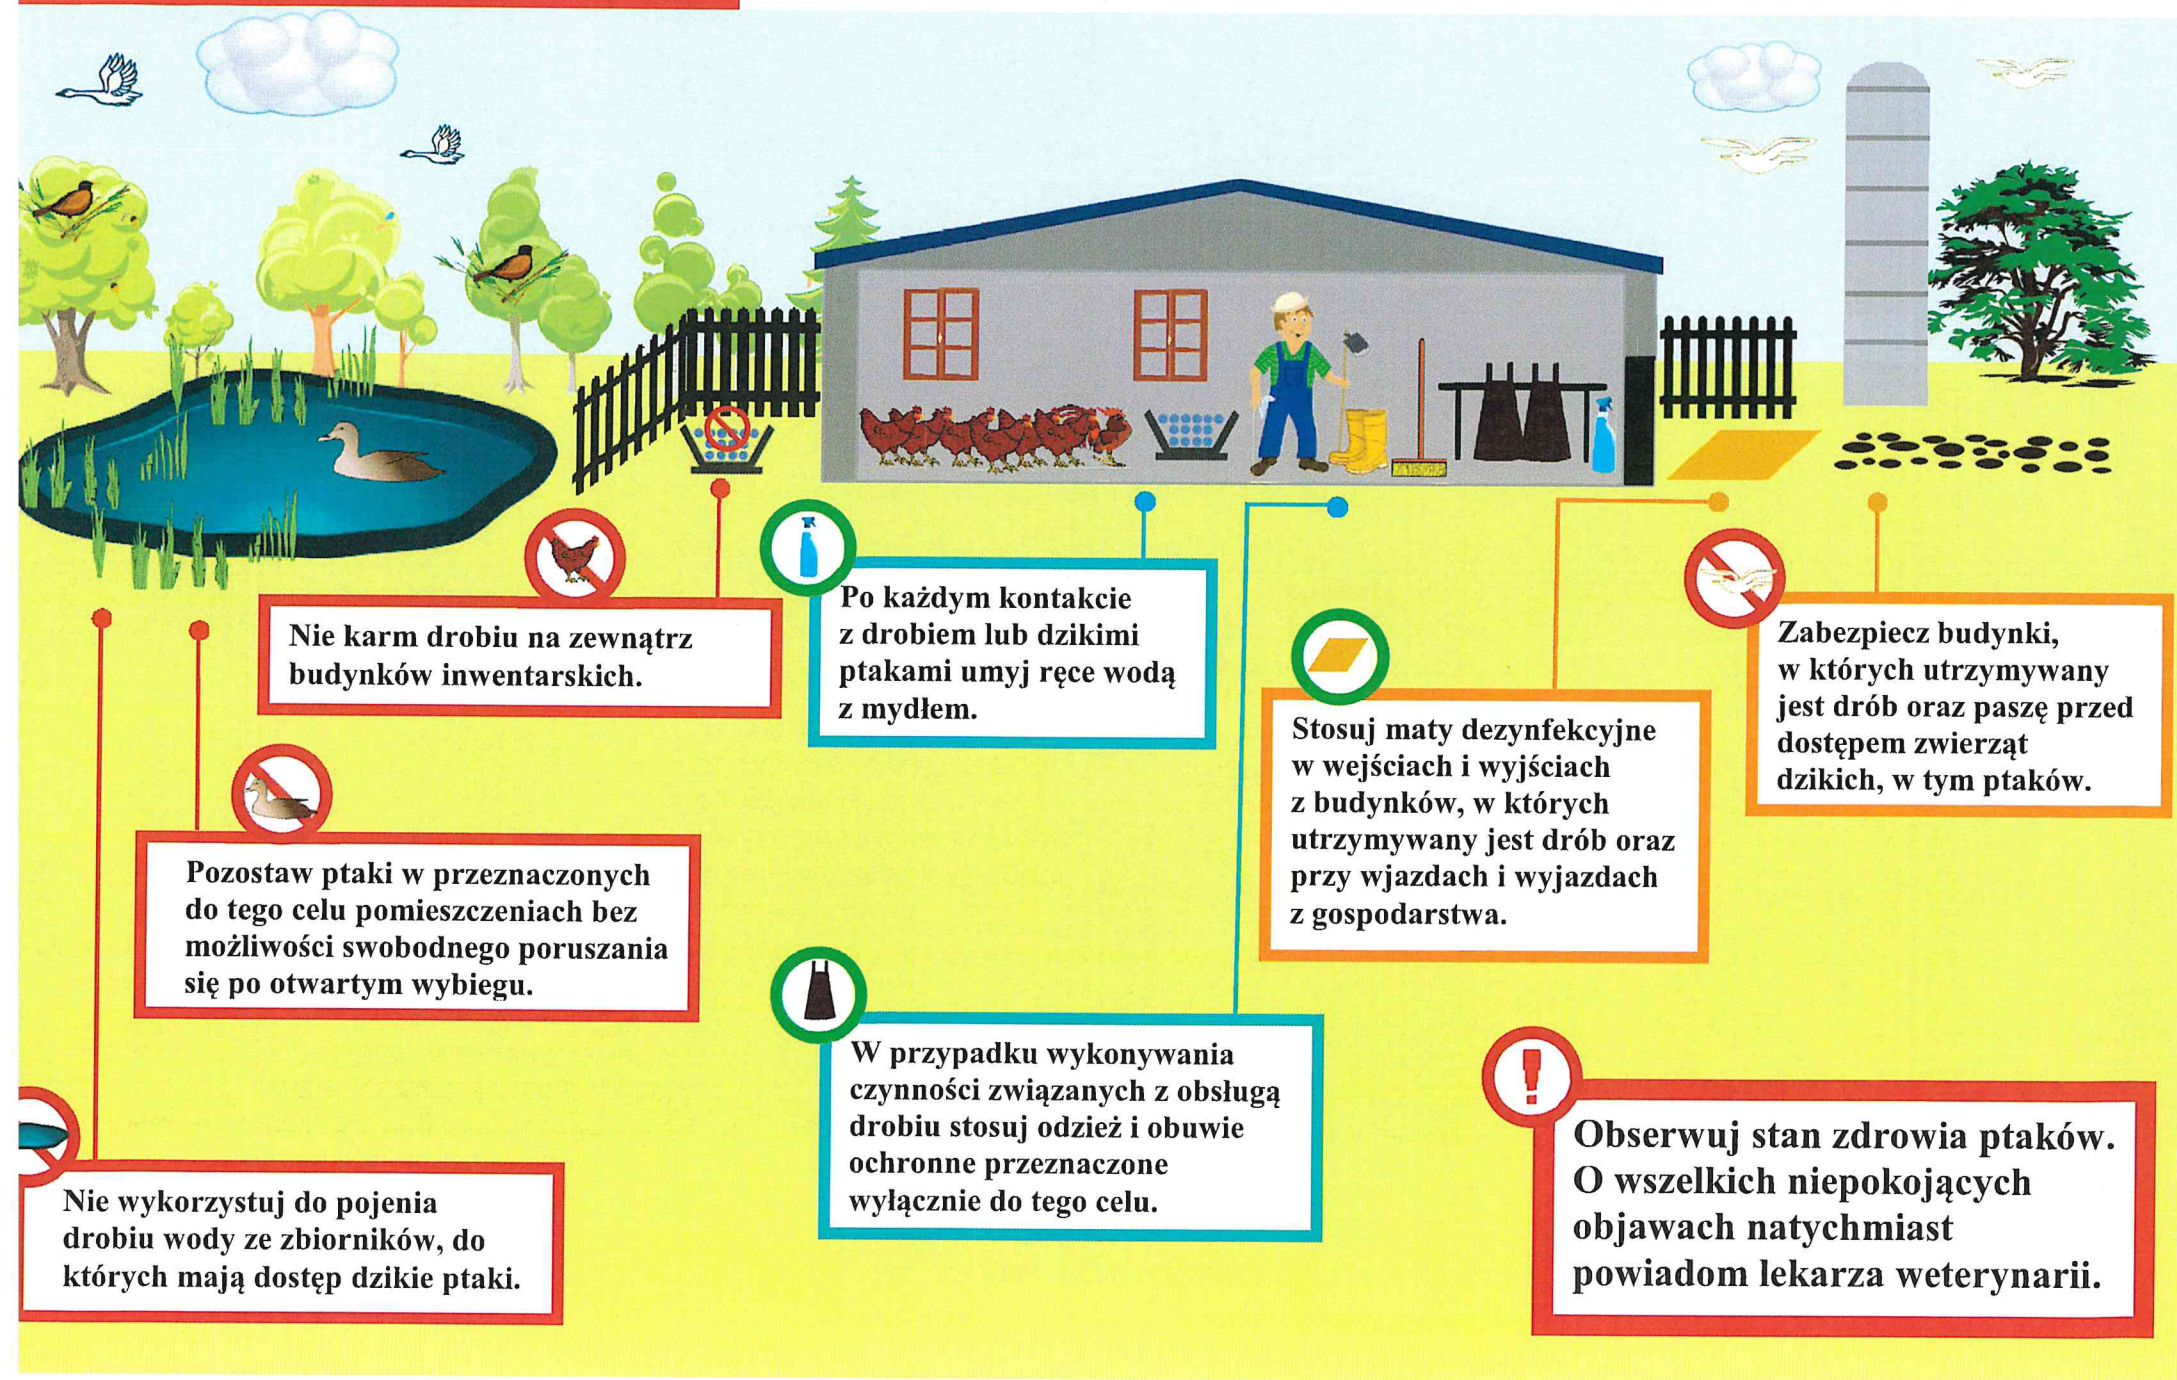 Nie karm drobiu na zewnątrz
budynków inwentarskich.
Po każdym kontakcie
z drobiem lub dzikimi
ptakami umyj ręce wodą
z mydłem.
Zabezpiecz budynki,
w których utrzymywany
jest drób oraz paszę przed
dostępem zwierząt
dzikich, w tym ptaków.
Stosuj maty dezynfekcyjne
w wejściach i wyjściach
z budynków, w których
utrzymywany jest drób oraz
przy wjazdach i wyjazdach
z gospodarstwa.
Pozostaw ptaki w przeznaczonych
do tego celu pomieszczeniach bez
możliwości swobodnego poruszania
się po otwartym wybiegu.
W przypadku wykonywania
czynności związanych z obsługą
drobiu stosuj odzież i obuwie
ochronne przeznaczone
wyłącznie do tego celu.
Nie wykorzystuj do pojenia
drobiu wody ze zbiorników, do
których mają dostęp dzikie ptaki.
Obserwuj stan zdrowia ptaków.
O wszelkich niepokojących
objawach natychmiast
powiadom lekarza weterynarii.